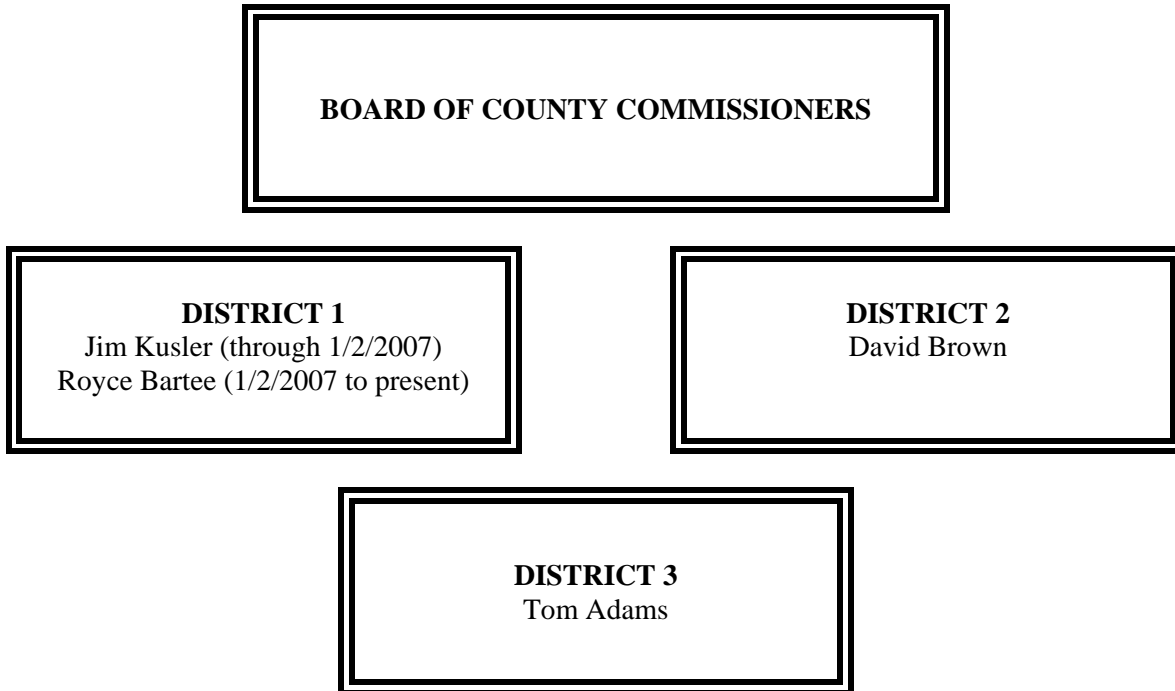 BOARD OF COUNTY COMMISSIONERS
DISTRICT 1
Jim Kusler (through 1/2/2007)
Royce Bartee (1/2/2007 to present)
DISTRICT 2
David Brown
DISTRICT 3
Tom Adams